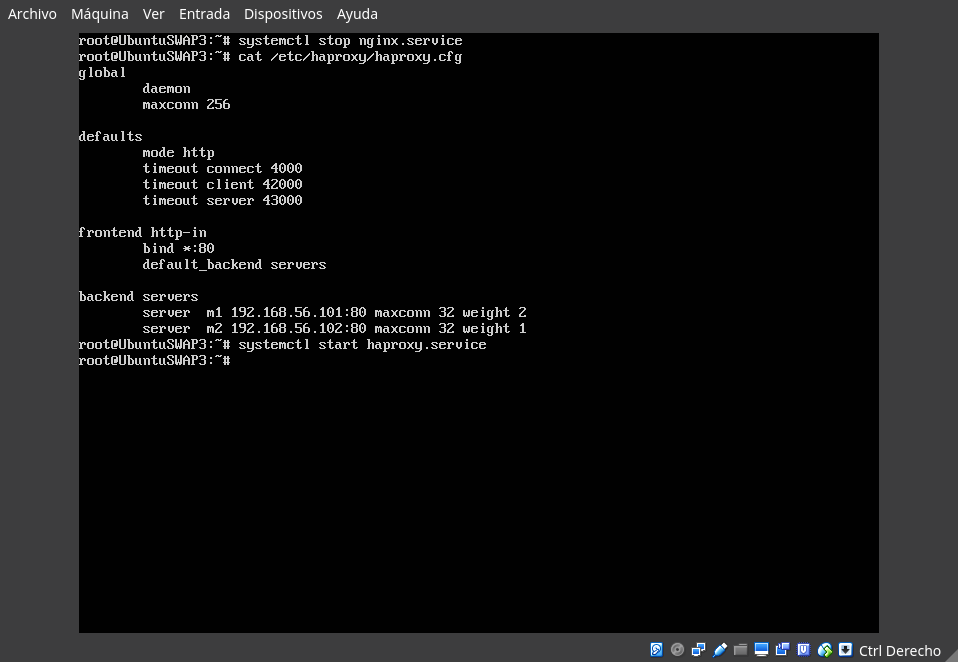 Archivo Máquina Ver Entrada Dispositivos Ayuda
root@UbuntuSWAP3:~# systemctl stop nginx.service
root@UbuntuSWAP3:~# cat /etc/haproxy/haproxy.cfg
global
        daemon
        maxconn 256

defaults
        mode http
        timeout connect 4000
        timeout client 42000
        timeout server 43000

frontend http-in
        bind *:80
        default_backend servers

backend servers
        server  m1 192.168.56.101:80 maxconn 32 weight 2
        server  m2 192.168.56.102:80 maxconn 32 weight 1
root@UbuntuSWAP3:~# systemctl start haproxy.service
root@UbuntuSWAP3:~#
Ctrl Derecho